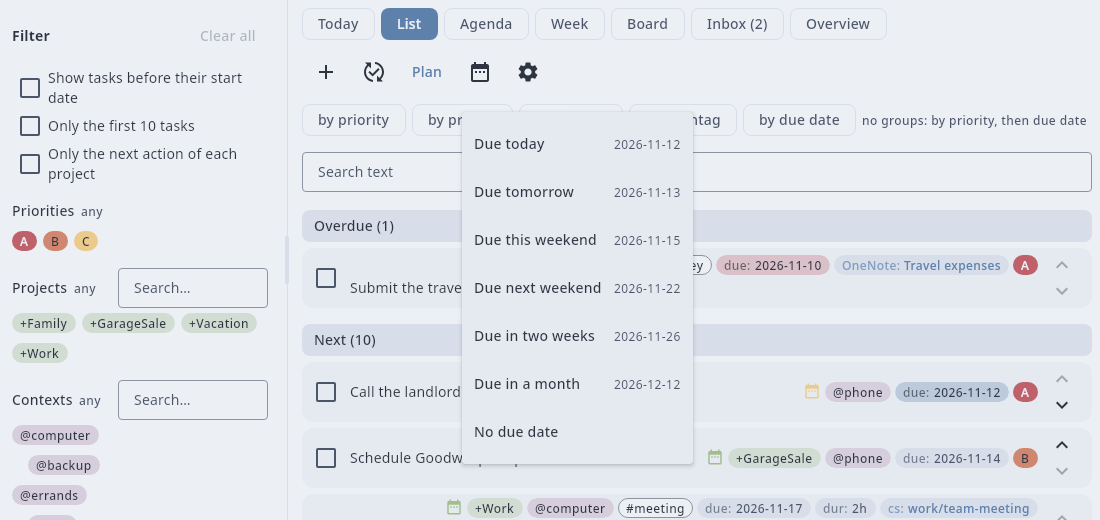 Filter
Clear all
Show tasks before their start
date
Only the first 10 tasks
Only the next action of each
project
Priorities any
A B C
Projects any
Search...
+Family +GarageSale +Vacation
+Work
Contexts any
Search...
@computer
@backup
@errands
Today List Agenda Week Board Inbox (2) Overview
Plan
by priority by due date no groups: by priority, then due date
Search text
Due today 2026-11-12
Due tomorrow 2026-11-13
Due this weekend 2026-11-15
Due next weekend 2026-11-22
Due in two weeks 2026-11-26
Due in a month 2026-12-12
No due date
Overdue (1)
due: 2026-11-10 OneNote: Travel expenses A
Submit the trave
Next (10)
Call the landlord @phone due: 2026-11-12 A
Schedule Goodw +GarageSale @phone due: 2026-11-14 B
+Work @computer #meeting due: 2026-11-17 dur: 2h cs: work/team-meeting